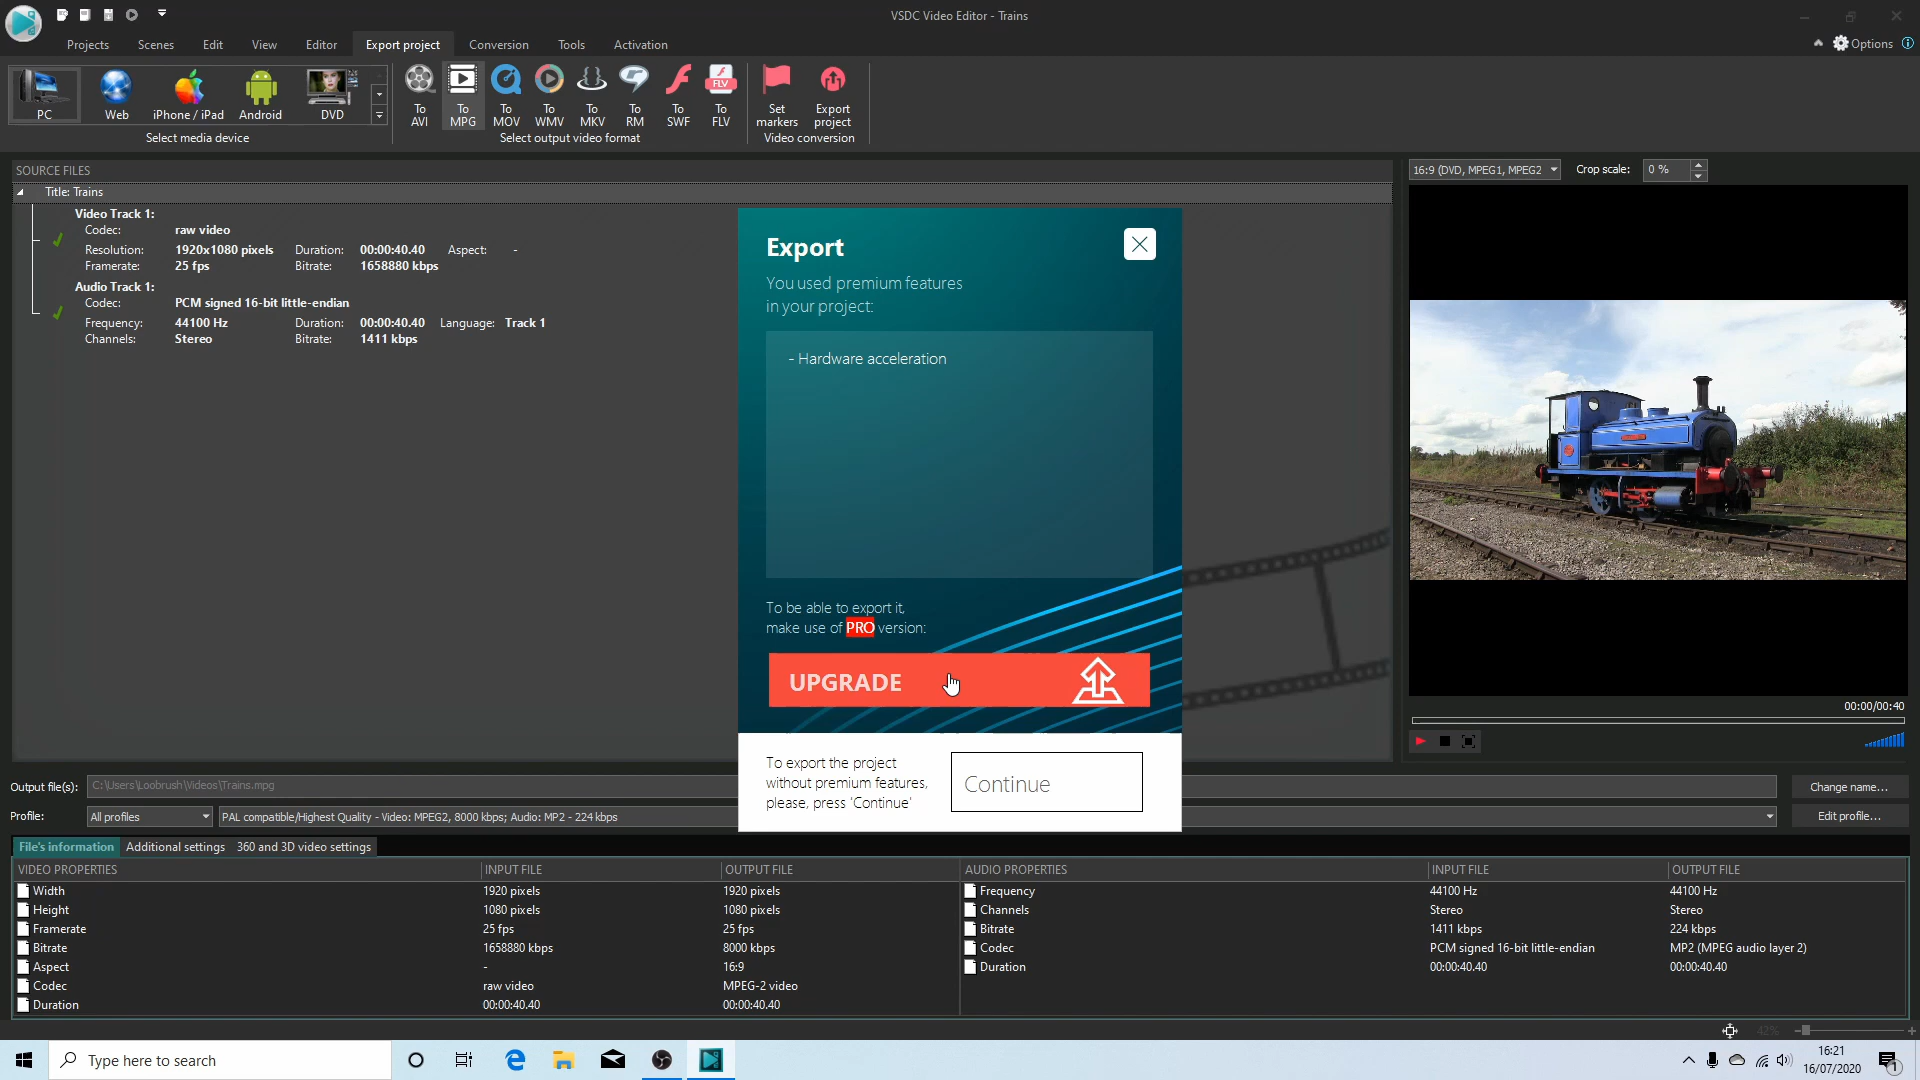 VSDC Video Editor - Trains
Projects
Scenes
Edit
View
Editor
Export project
Conversion
Tools
Activation
Options
PC
Web
iPhone / iPad
Android
DVD
Select media device
To
AVI
To
MPG
To
MOV
To
WMV
To
MKV
To
RM
To
SWF
FLV
To
FLV
Select output video format
Set
markers
Export
project
Video conversion
SOURCE FILES
Title: Trains
Video Track 1:
Codec: raw video
Resolution: 1920x1080 pixels Duration: 00:00:40.40 Aspect: -
Framerate: 25 fps Bitrate: 1658880 kbps
Audio Track 1:
Codec: PCM signed 16-bit little-endian
Frequency: 44100 Hz Duration: 00:00:40.40 Language: Track 1
Channels: Stereo Bitrate: 1411 kbps
16:9 (DVD, MPEG1, MPEG2
Crop scale: 0 %
00:00/00:40
Export
You used premium features
in your project:
- Hardware acceleration
To be able to export it,
make use of PRO version:
UPGRADE
To export the project
without premium features,
please, press 'Continue'
Continue
Output file(s): C:\Users\Loobrush\Videos\Trains.mpg
Change name...
Profile: All profiles PAL compatible/Highest Quality - Video: MPEG2, 8000 kbps; Audio: MP2 - 224 kbps
Edit profile...
File's information Additional settings 360 and 3D video settings
VIDEO PROPERTIES INPUT FILE OUTPUT FILE
Width 1920 pixels 1920 pixels
Height 1080 pixels 1080 pixels
Framerate 25 fps 25 fps
Bitrate 1658880 kbps 8000 kbps
Aspect - 16:9
Codec raw video MPEG-2 video
Duration 00:00:40.40 00:00:40.40
AUDIO PROPERTIES INPUT FILE OUTPUT FILE
Frequency 44100 Hz 44100 Hz
Channels Stereo Stereo
Bitrate 1411 kbps 224 kbps
Codec PCM signed 16-bit little-endian MP2 (MPEG audio layer 2)
Duration 00:00:40.40 00:00:40.40
42%
Type here to search
16:21
16/07/2020
1